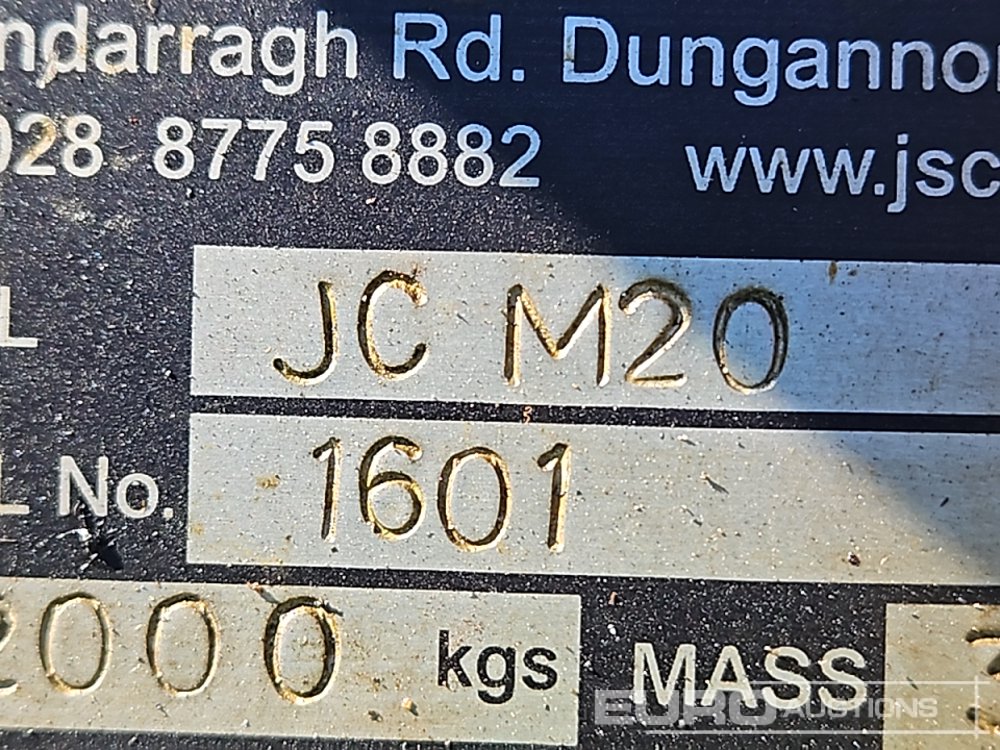 ndarragh Rd. Dungannon
028 8775 8882 www.jsc
L JC M20
L No. 1601
2000 kgs MASS
EURO AUCTIONS